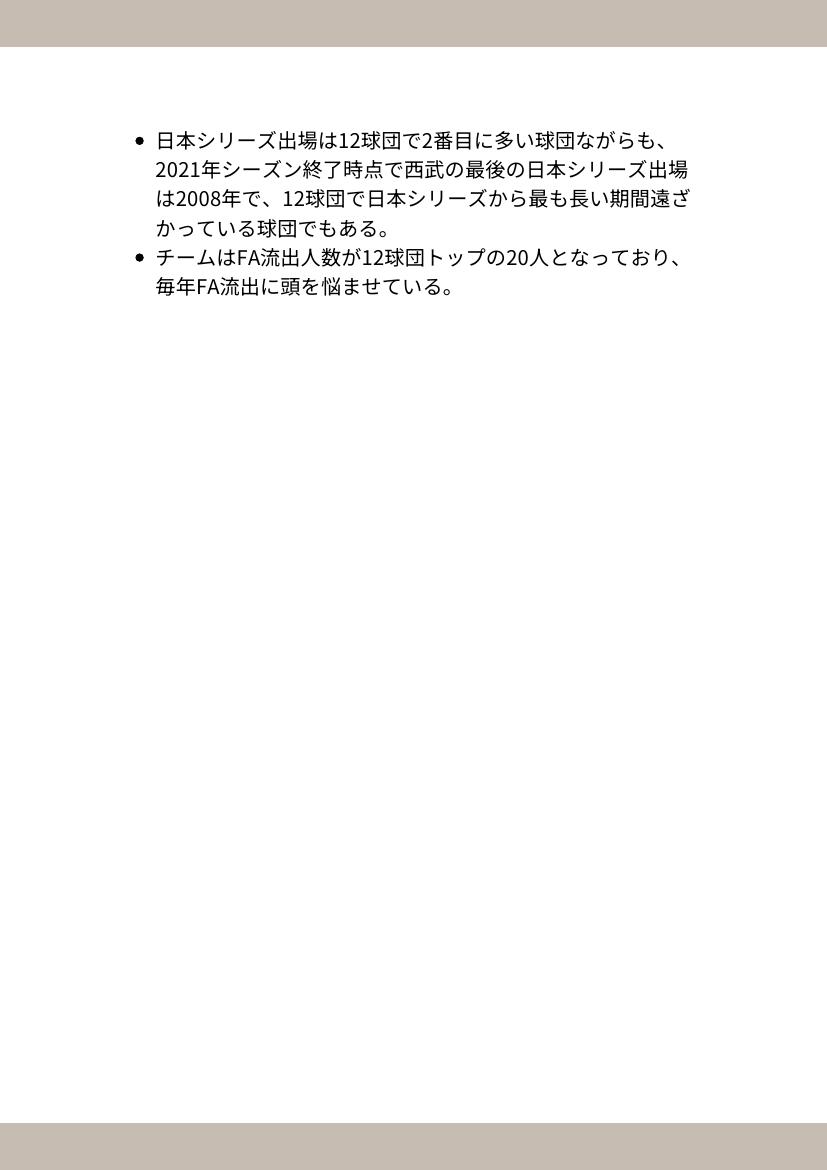 • 日本シリーズ出場は12球団で2番目に多い球団ながらも、
2021年シーズン終了時点で西武の最後の日本シリーズ出場
は2008年で、12球団で日本シリーズから最も長い期間遠ざ
かっている球団でもある。
• チームはFA流出人数が12球団トップの20人となっており、
毎年FA流出に頭を悩ませている。